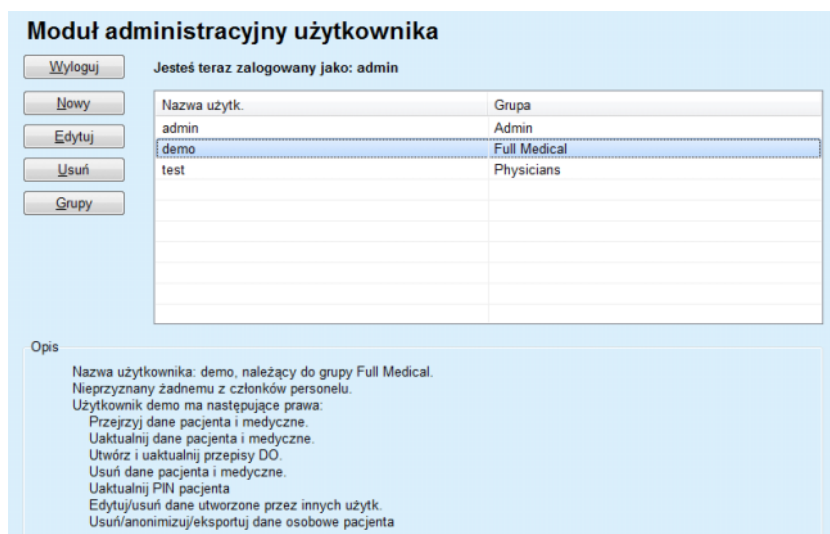 Moduł administracyjny użytkownika
Wyloguj Jesteś teraz zalogowany jako: admin
Nowy Nazwa użytk. Grupa
admin Admin
Edytuj
demo Full Medical
Usuń test Physicians
Grupy
Opis
Nazwa użytkownika: demo, należący do grupy Full Medical.
Nieprzyznany żadnemu z członków personelu.
Użytkownik demo ma następujące prawa:
Przejrzyj dane pacjenta i medyczne.
Uaktualnij dane pacjenta i medyczne.
Utwórz i uaktualnij przepisy DO.
Usuń dane pacjenta i medyczne.
Uaktualnij PIN pacjenta
Edytuj/usuń dane utworzone przez innych użytk.
Usuń/anonimizuj/eksportuj dane osobowe pacjenta